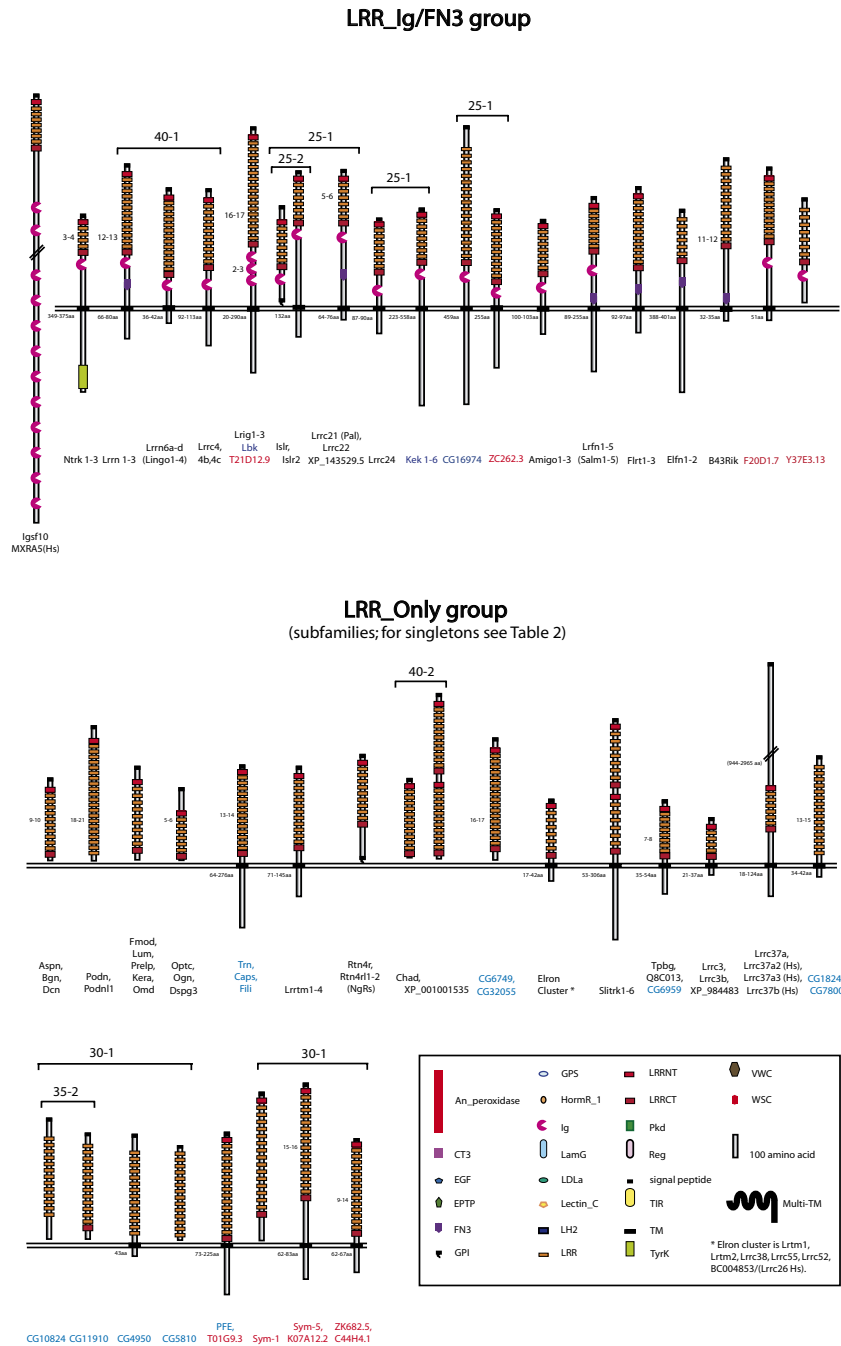 LRR_Ig/FN3 group
25-1
40-1
25-1
25-2
25-1
16-17
5-6
3-4
12-13
11-12
2-3
349-375aa
66-80aa
36-42aa
92-113aa
20-290aa
132aa
64-76aa
87-90aa
223-558aa
459aa
255aa
100-103aa
89-255aa
92-97aa
388-401aa
32-35aa
51aa
Ntrk 1-3
Lrrn 1-3
Lrrn6a-d
(Lingo1-4)
Lrrc4,
4b,4c
Lrig1-3
Lbk
T21D12.9
Islr,
Islr2
Lrrc21 (Pal),
Lrrc22
XP_143529.5
Lrrc24
Kek 1-6
CG16974
ZC262.3
Amigo1-3
Lrfn1-5
(Salm1-5)
Flrt1-3
Elfn1-2
B43Rik
F20D1.7
Y37E3.13
Igsf10
MXRA5(Hs)
LRR_Only group
(subfamilies; for singletons see Table 2)
40-2
9-10
18-21
5-6
13-14
16-17
7-8
(944-2965 aa)
13-15
64-276aa
71-145aa
17-42aa
53-306aa
35-54aa
21-37aa
18-124aa
34-42aa
Aspn,
Bgn,
Dcn
Podn,
Podnl1
Fmod,
Lum,
Prelp,
Kera,
Omd
Optc,
Ogn,
Dspg3
Trn,
Caps,
Fili
Lrrtm1-4
Rtn4r,
Rtn4rl1-2
(NgRs)
Chad,
XP_001001535
CG6749,
CG32055
Elron
Cluster *
Slitrk1-6
Tpbg,
Q8C013,
CG6959
Lrrc3,
Lrrc3b,
XP_984483
Lrrc37a,
Lrrc37a2 (Hs),
Lrrc37a3 (Hs)
Lrrc37b (Hs)
CG1824
CG7800
30-1
35-2
30-1
15-16
9-14
43aa
73-225aa
62-83aa
62-67aa
CG10824
CG11910
CG4950
CG5810
PFE,
T01G9.3
Sym-1
Sym-5,
K07A12.2
ZK682.5,
C44H4.1
An_peroxidase
CT3
EGF
EPTP
FN3
GPI
GPS
HormR_1
Ig
LamG
LDLa
Lectin_C
LH2
LRR
LRRNT
LRRCT
Pkd
Reg
signal peptide
TIR
TM
TyrK
VWC
WSC
100 amino acid
Multi-TM
* Elron cluster is Lrtm1,
Lrtm2, Lrrc38, Lrrc55, Lrrc52,
BC004853/(Lrrc26 Hs).